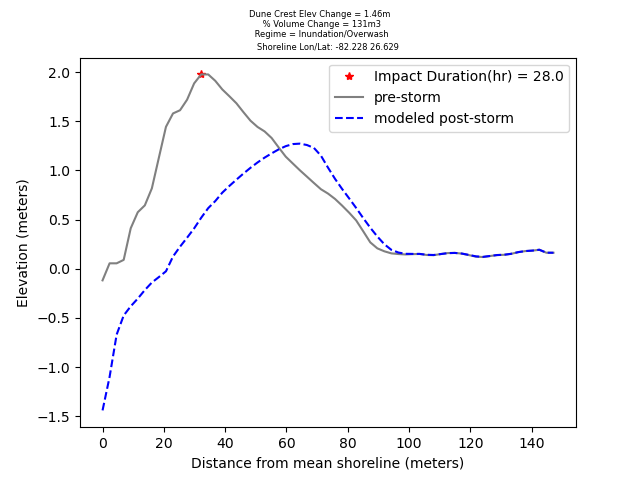 Dune Crest Elev Change = 1.46m
% Volume Change = 131m3
Regime = Inundation/Overwash
Shoreline Lon/Lat: -82.228 26.629
Impact Duration(hr) = 28.0
pre-storm
modeled post-storm
Elevation (meters)
2.0
1.5
1.0
0.5
0.0
−0.5
−1.0
−1.5
0 20 40 60 80 100 120 140
Distance from mean shoreline (meters)